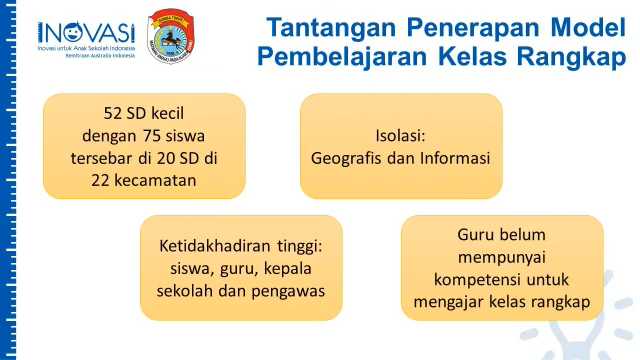 INOVASI
Inovasi untuk Anak Sekolah Indonesia
Kemitraan Australia Indonesia
Tantangan Penerapan Model
Pembelajaran Kelas Rangkap
52 SD kecil
dengan 75 siswa
tersebar di 20 SD di
22 kecamatan
Isolasi:
Geografis dan Informasi
Ketidakhadiran tinggi:
siswa, guru, kepala
sekolah dan pengawas
Guru belum
mempunyai
kompetensi untuk
mengajar kelas rangkap